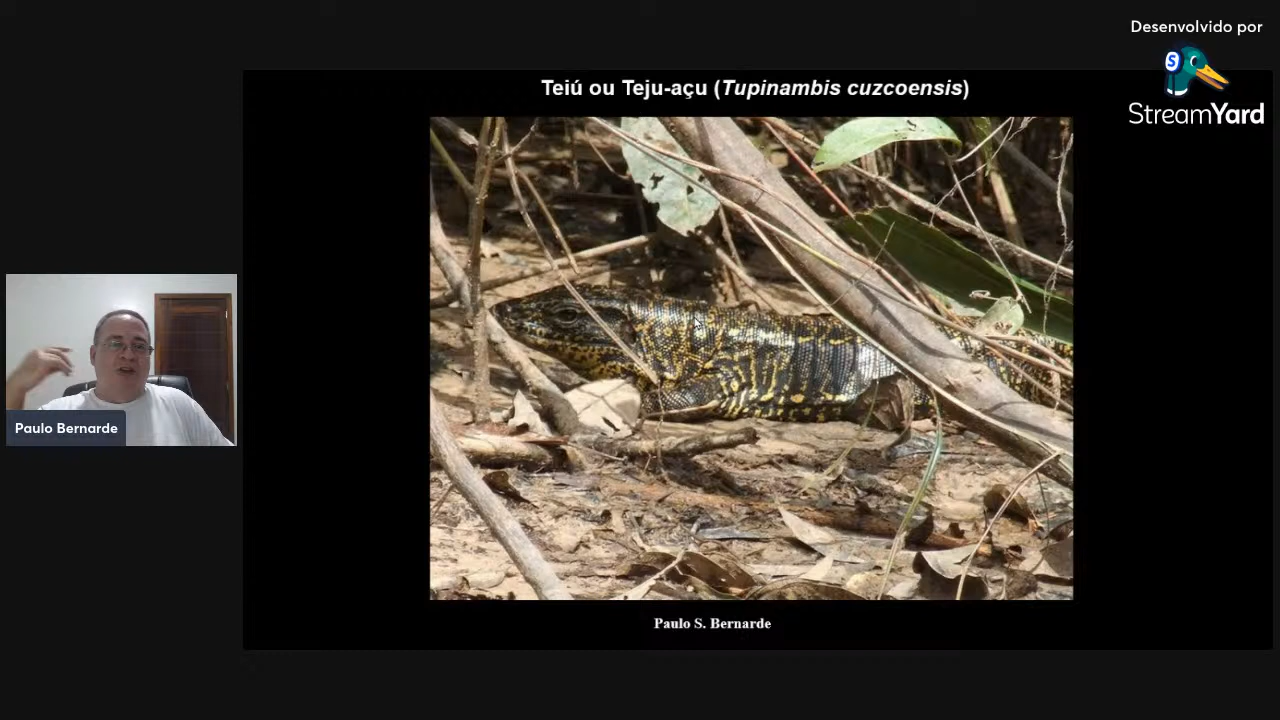 Desenvolvido por
S
StreamYard
Teiú ou Teju-açu (Tupinambis cuzcoensis)
Paulo Bernarde
Paulo S. Bernarde